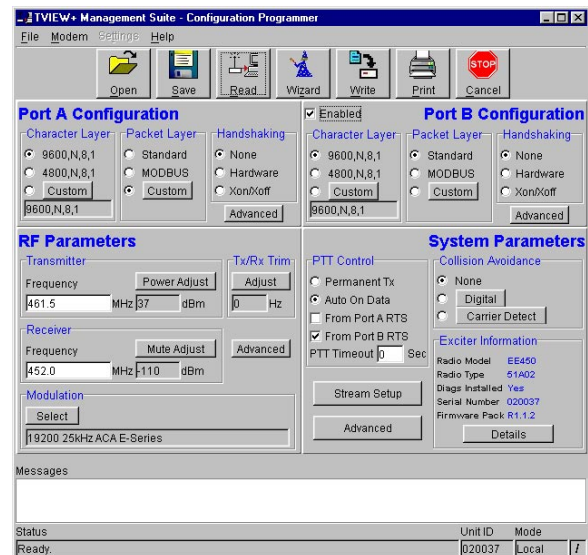 TVIEW+ Management Suite - Configuration Programmer
File Modem Settings Help
Open Save Read Wizard Write Print STOP Cancel
Port A Configuration
Character Layer Packet Layer Handshaking
9600,N,8,1 Standard None
4800,N,8,1 MODBUS Hardware
Custom Custom Xon/Xoff
9600,N,8,1 Advanced
Enabled Port B Configuration
Character Layer Packet Layer Handshaking
9600,N,8,1 Standard None
4800,N,8,1 MODBUS Hardware
Custom Custom Xon/Xoff
9600,N,8,1 Advanced
RF Parameters
Transmitter Tx/Rx Trim
Frequency Power Adjust Adjust
461.5 MHz 37 dBm 0 Hz
Receiver
Frequency Mute Adjust Advanced
452.0 MHz -110 dBm
Modulation
Select
19200 25kHz ACA E-Series
System Parameters
PTT Control
Permanent Tx
Auto On Data
From Port A RTS
From Port B RTS
PTT Timeout 0 Sec
Stream Setup
Advanced
Collision Avoidance
None
Digital
Carrier Detect
Exciter Information
Radio Model EE450
Radio Type 51A02
Diags Installed Yes
Serial Number 020037
Firmware Pack R1.1.2
Details
Messages
Status Unit ID Mode
Ready. 020037 Local i